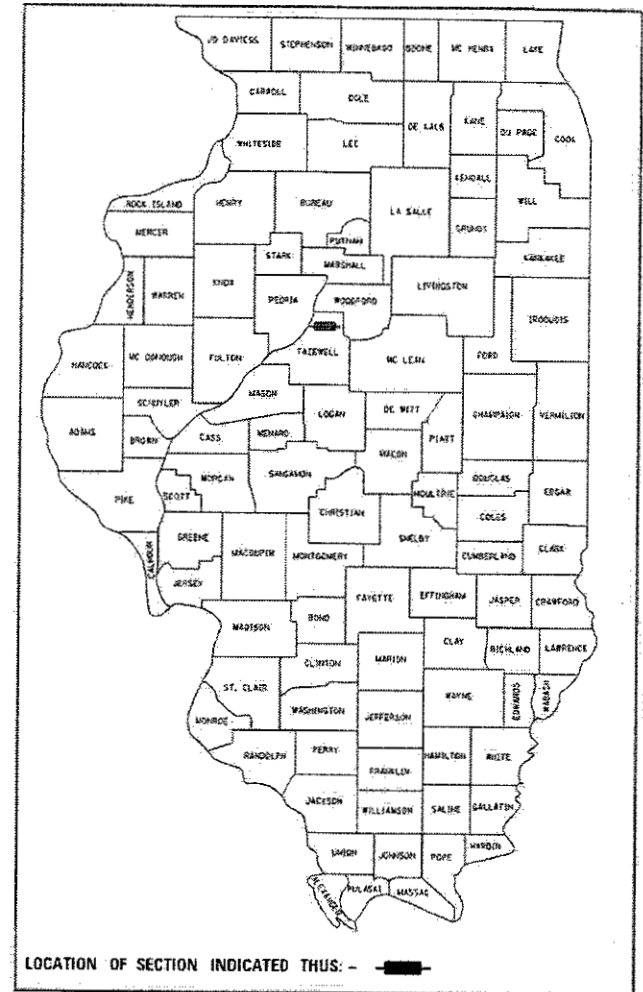 JO DAVIESS STEPHENSON WINNEBAGO BOONE MC HENRY LAKE
CARROLL OGLE
DE KALB KANE DU PAGE COOK
WHITESIDE LEE
KENDALL
ROCK ISLAND HENRY BUREAU LA SALLE GRUNDY WILL
MERCER PUTNAM
STARK MARSHALL KANKAKEE
HENDERSON WARREN KNOX PEORIA WOODFORD LIVINGSTON IROQUOIS
HANCOCK MC DONOUGH FULTON TAZEWELL MC LEAN FORD
MASON
SCHUYLER LOGAN DE WITT CHAMPAIGN VERMILION
ADAMS BROWN CASS MENARD PIATT
MACON
PIKE SCOTT MORGAN SANGAMON MOULTRIE DOUGLAS EDGAR
CHRISTIAN COLES
CALHOUN GREENE MACOUPIN MONTGOMERY SHELBY CUMBERLAND CLARK
JERSEY
FAYETTE EFFINGHAM JASPER CRAWFORD
MADISON BOND
CLAY RICHLAND LAWRENCE
CLINTON MARION
ST. CLAIR WAYNE EDWARDS WABASH
MONROE WASHINGTON JEFFERSON
RANDOLPH PERRY HAMILTON WHITE
FRANKLIN
JACKSON WILLIAMSON SALINE GALLATIN
UNION JOHNSON POPE HARDIN
ALEXANDER PULASKI MASSAC
LOCATION OF SECTION INDICATED THUS: -